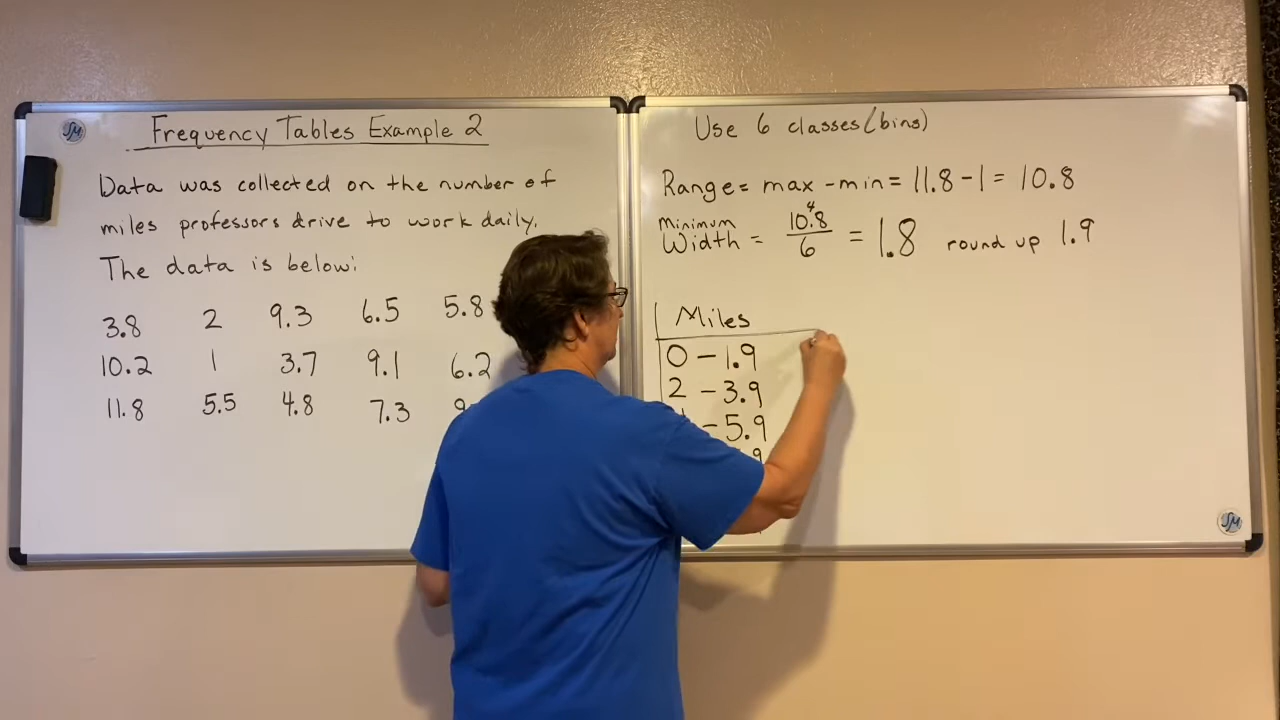 Frequency Tables Example 2
Data was collected on the number of
miles professors drive to work daily.
The data is below:
3.8 2 9.3 6.5 5.8
10.2 1 3.7 9.1 6.2
11.8 5.5 4.8 7.3 9
SM
Use 6 classes (bins)
Range = max - min = 11.8 - 1 = 10.8
Minimum
Width = 10.8/6 = 1.8 round up 1.9
Miles
0 - 1.9
2 - 3.9
- 5.9
.9
SM